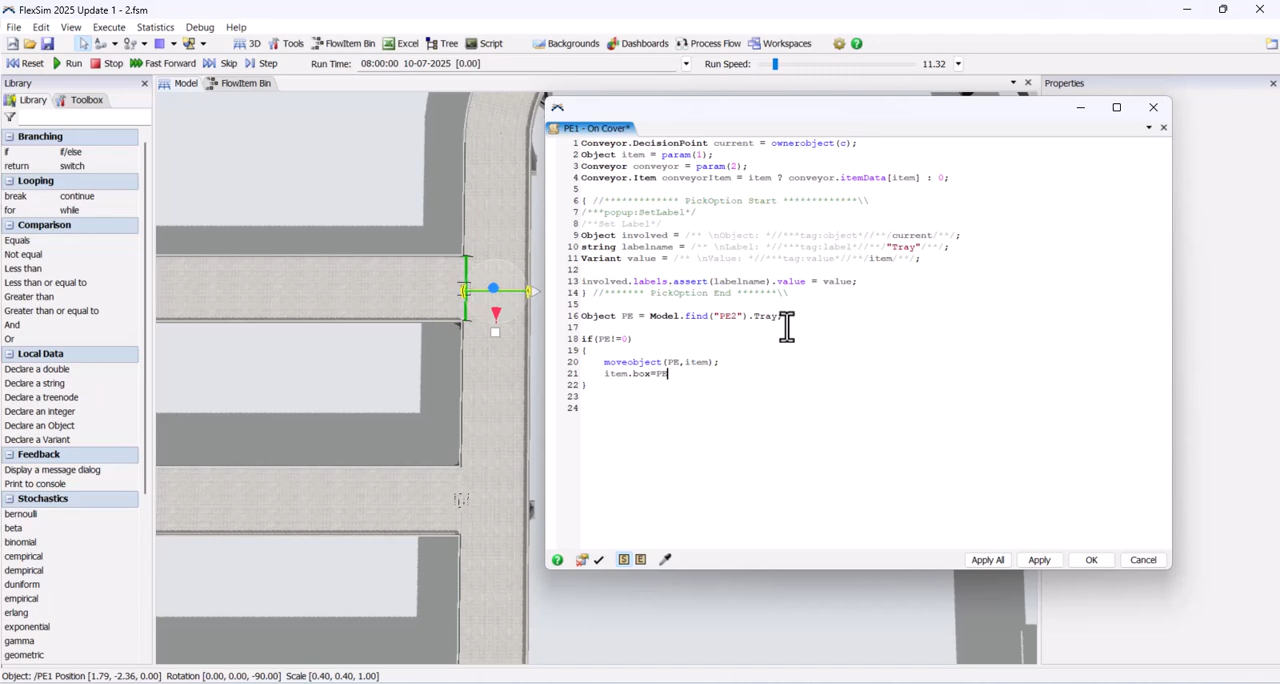 FlexSim 2025 Update 1 - 2.fsm
File Edit View Execute Statistics Debug Help
3D Tools FlowItem Bin Excel Tree Script Backgrounds Dashboards Process Flow Workspaces
Reset Run Stop Fast Forward Skip Step Run Time: 08:00:00 10-07-2025 [0.00] Run Speed: 11.32
Library Model FlowItem Bin Properties
Library Toolbox
Branching
if if/else
return switch
Looping
break continue
for while
Comparison
Equals
Not equal
Less than
Less than or equal to
Greater than
Greater than or equal to
And
Or
Local Data
Declare a double
Declare a string
Declare a treenode
Declare an integer
Declare an Object
Declare a Variant
Feedback
Display a message dialog
Print to console
Stochastics
bernoulli
beta
binomial
cempirical
dempirical
duniform
empirical
erlang
exponential
gamma
geometric
PE1 - On Cover*
1 Conveyor.DecisionPoint current = ownerobject(c);
2 Object item = param(1);
3 Conveyor conveyor = param(2);
4 Conveyor.Item conveyorItem = item ? conveyor.itemData[item] : 0;
5
6 { //************* PickOption Start *************\\
7 /***popup:SetLabel*/
8 /**Set Label*/
9 Object involved = /** \nObject: *//***tag:object*//**/current/**/;
10 string labelname = /** \nLabel: *//***tag:label*//**/"Tray"/**/;
11 Variant value = /** \nValue: *//***tag:value*//**/item/**/;
12
13 involved.labels.assert(labelname).value = value;
14 } //******* PickOption End *******\\
15
16 Object PE = Model.find("PE2").Tray;
17
18 if(PE!=0)
19 {
20 moveobject(PE,item);
21 item.box=PE
22 }
23
24
Apply All Apply OK Cancel
Object: /PE1 Position [1.79, -2.36, 0.00] Rotation [0.00, 0.00, -90.00] Scale [0.40, 0.40, 1.00]